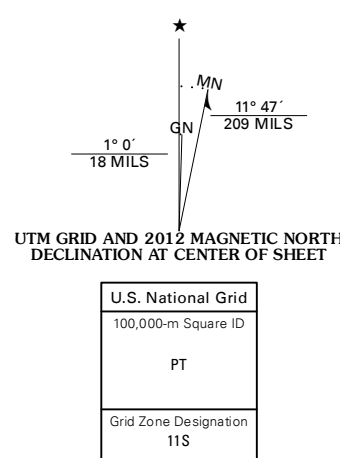 ★
MN
11° 47´
209 MILS
GN
1° 0´
18 MILS
UTM GRID AND 2012 MAGNETIC NORTH
DECLINATION AT CENTER OF SHEET
U.S. National Grid
100,000-m Square ID
PT
Grid Zone Designation
11S